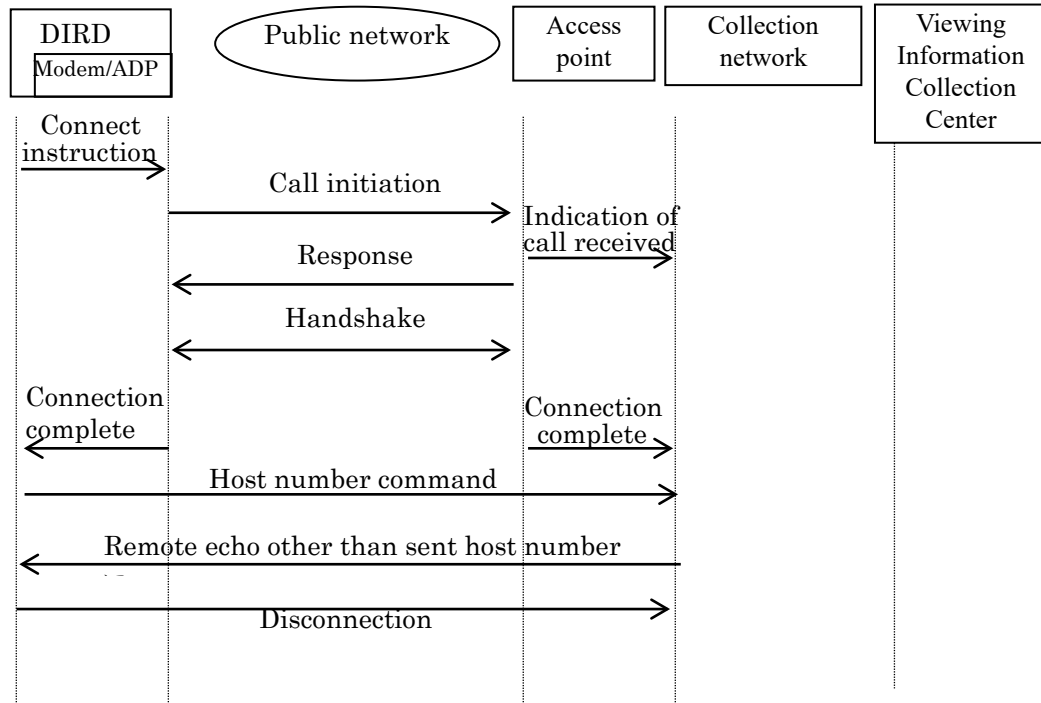 DIRD
Modem/ADP
Public network
Access
point
Collection
network
Viewing
Information
Collection
Center
Connect
instruction
Call initiation
Indication of
call received
Response
Handshake
Connection
complete
Connection
complete
Host number command
Remote echo other than sent host number
Disconnection